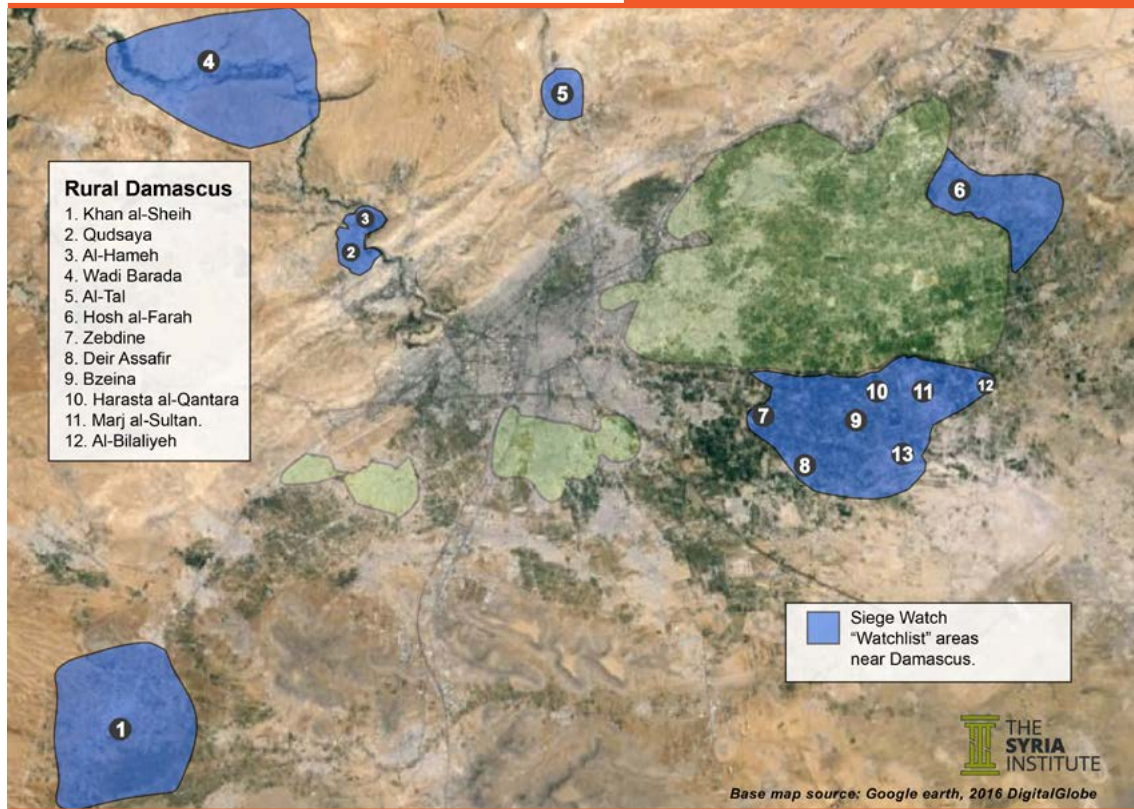 4
5
6
3
2
Rural Damascus
1. Khan al-Sheih
2. Qudsaya
3. Al-Hameh
4. Wadi Barada
5. Al-Tal
6. Hosh al-Farah
7. Zebdine
8. Deir Assafir
9. Bzeina
10. Harasta al-Qantara
11. Marj al-Sultan.
12. Al-Bilaliyeh
10
11
12
7
9
8
13
1
Siege Watch
“Watchlist” areas
near Damascus.
THE
SYRIA
INSTITUTE
Base map source: Google earth, 2016 DigitalGlobe